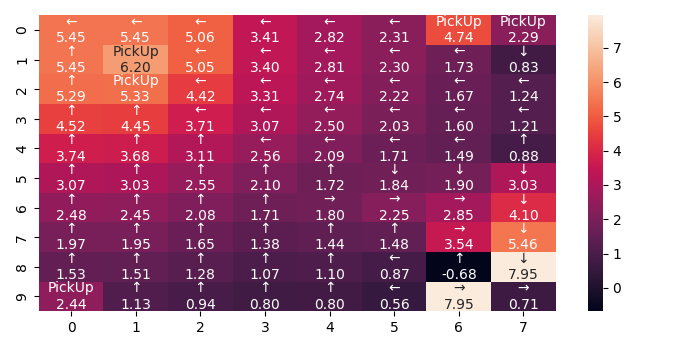 ← ← ← ← ← ← PickUp PickUp
0 5.45 5.45 5.06 3.41 2.82 2.31 4.74 2.29 7
↑ PickUp ← ← ← ← ← ↓
1 5.45 6.20 5.05 3.40 2.81 2.30 1.73 0.83 6
↑ PickUp ← ← ← ← ← ←
2 5.29 5.33 4.42 3.31 2.74 2.22 1.67 1.24 5
↑ ↑ ← ← ← ← ← ←
3 4.52 4.45 3.71 3.07 2.50 2.03 1.60 1.21 4
↑ ↑ ↑ ← ← ← ↑ ↓
4 3.74 3.68 3.11 2.56 2.09 1.71 1.49 0.88
↑ ↑ ↑ ↑ ↑ ↓ ↓ ↓
5 3.07 3.03 2.55 2.10 1.72 1.84 1.90 3.03 3
↑ ↑ ↑ ↑ → → → ↓
6 2.48 2.45 2.08 1.71 1.80 2.25 2.85 4.10 2
↑ ↑ ↑ ↑ ↑ ↑ → ↓
7 1.97 1.95 1.65 1.38 1.44 1.48 3.54 5.46 1
↑ ↑ ↑ ↑ ↑ ← ↑ ↓
8 1.53 1.51 1.28 1.07 1.10 0.87 -0.68 7.95 0
PickUp ↑ ↑ ↑ ↑ ← → →
9 2.44 1.13 0.94 0.80 0.80 0.56 7.95 0.71
0 1 2 3 4 5 6 7